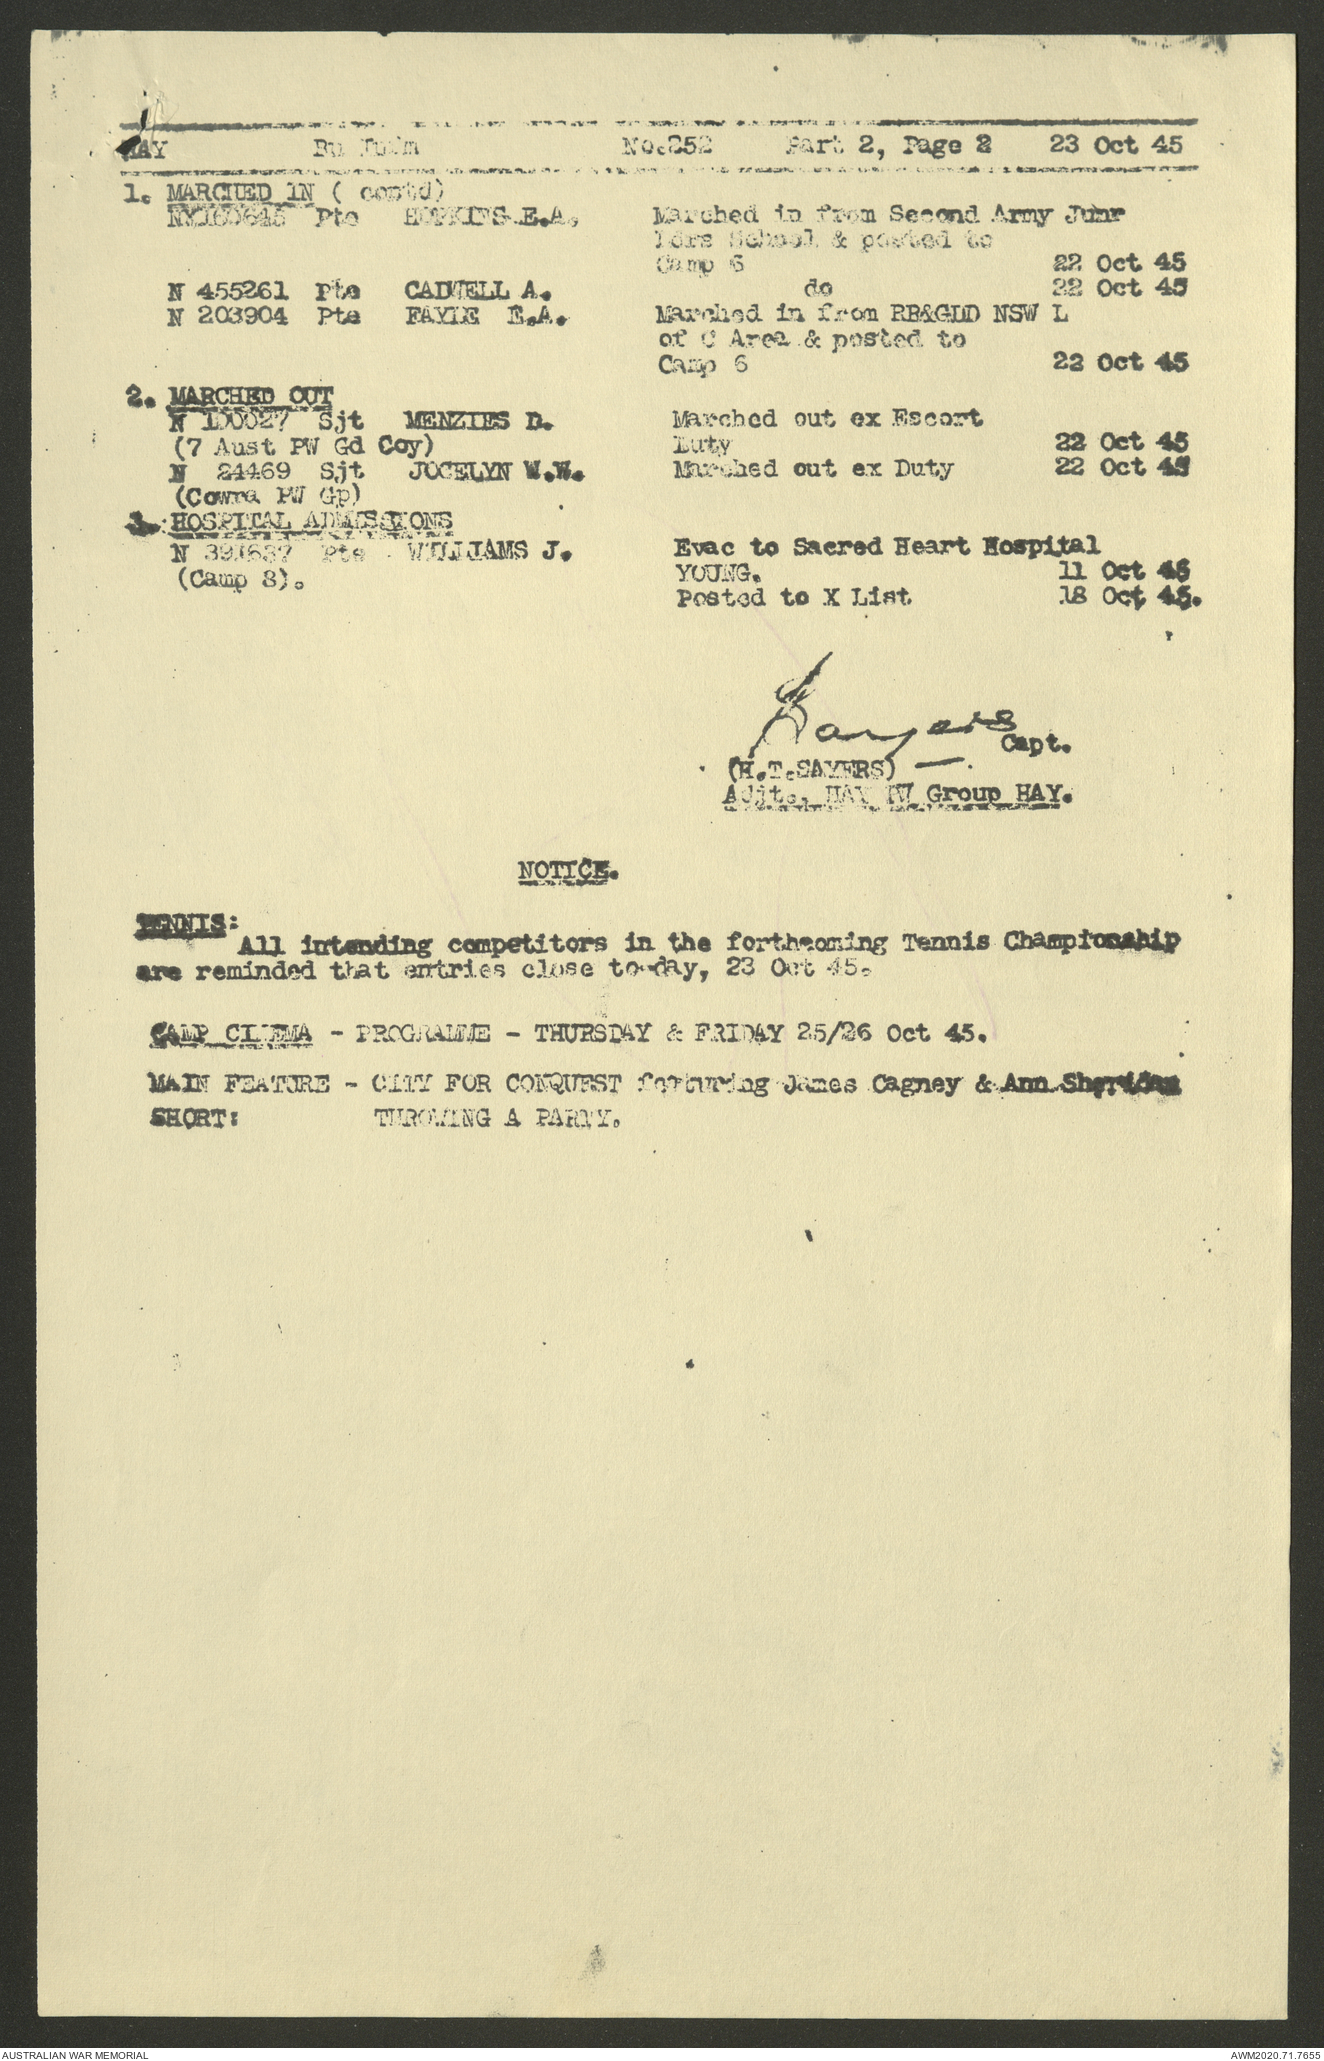 HAY No.252 Part 2, Page 2 23 Oct 45
1. MARCHED IN ( contd)
NX160645 Pte HOPKINS E.A. Marched in from Second Army Junr
Ldrs School & posted to
Camp 6 22 Oct 45
N 455261 Pte CADWELL A. do 22 Oct 45
N 203904 Pte FAYLE E.A. Marched in from RB&GDD NSW L
of C Area & posted to
Camp 6 22 Oct 45
2. MARCHED OUT
N 100027 Sjt MENZIES D. Marched out ex Escort
(7 Aust PW Gd Coy) Duty 22 Oct 45
N 24469 Sjt JOCELYN W.W. Marched out ex Duty 22 Oct 45
(Cowra PW Gp)
3. HOSPITAL ADMISSIONS
N 391637 Pte WILLIAMS J. Evac to Sacred Heart Hospital
(Camp 8). YOUNG. 11 Oct 45
Posted to X List 18 Oct 45.
Sayers Capt.
(H.T.SAYERS)
Adjt., HAY PW Group HAY.
NOTICE.
TENNIS:
All intending competitors in the forthcoming Tennis Championship
are reminded that entries close to-day, 23 Oct 45.
CAMP CINEMA - PROGRAMME - THURSDAY & FRIDAY 25/26 Oct 45.
MAIN FEATURE - CITY FOR CONQUEST featuring James Cagney & Ann Sheridan
SHORT: THROWING A PARTY.
AUSTRALIAN WAR MEMORIAL AWM2020.71.7655